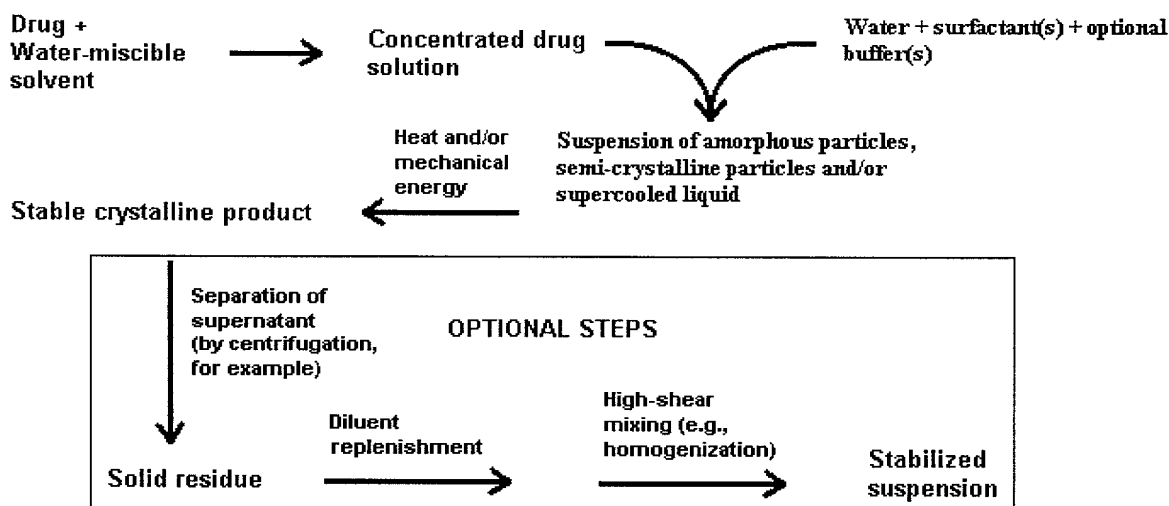 Drug +
Water-miscible
solvent
Concentrated drug
solution
Water + surfactant(s) + optional
buffer(s)
Heat and/or
mechanical
energy
Suspension of amorphous particles,
semi-crystalline particles and/or
supercooled liquid
Stable crystalline product
Separation of
supernatant
(by centrifugation,
for example)
OPTIONAL STEPS
Solid residue
Diluent
replenishment
High-shear
mixing (e.g.,
homogenization)
Stabilized
suspension